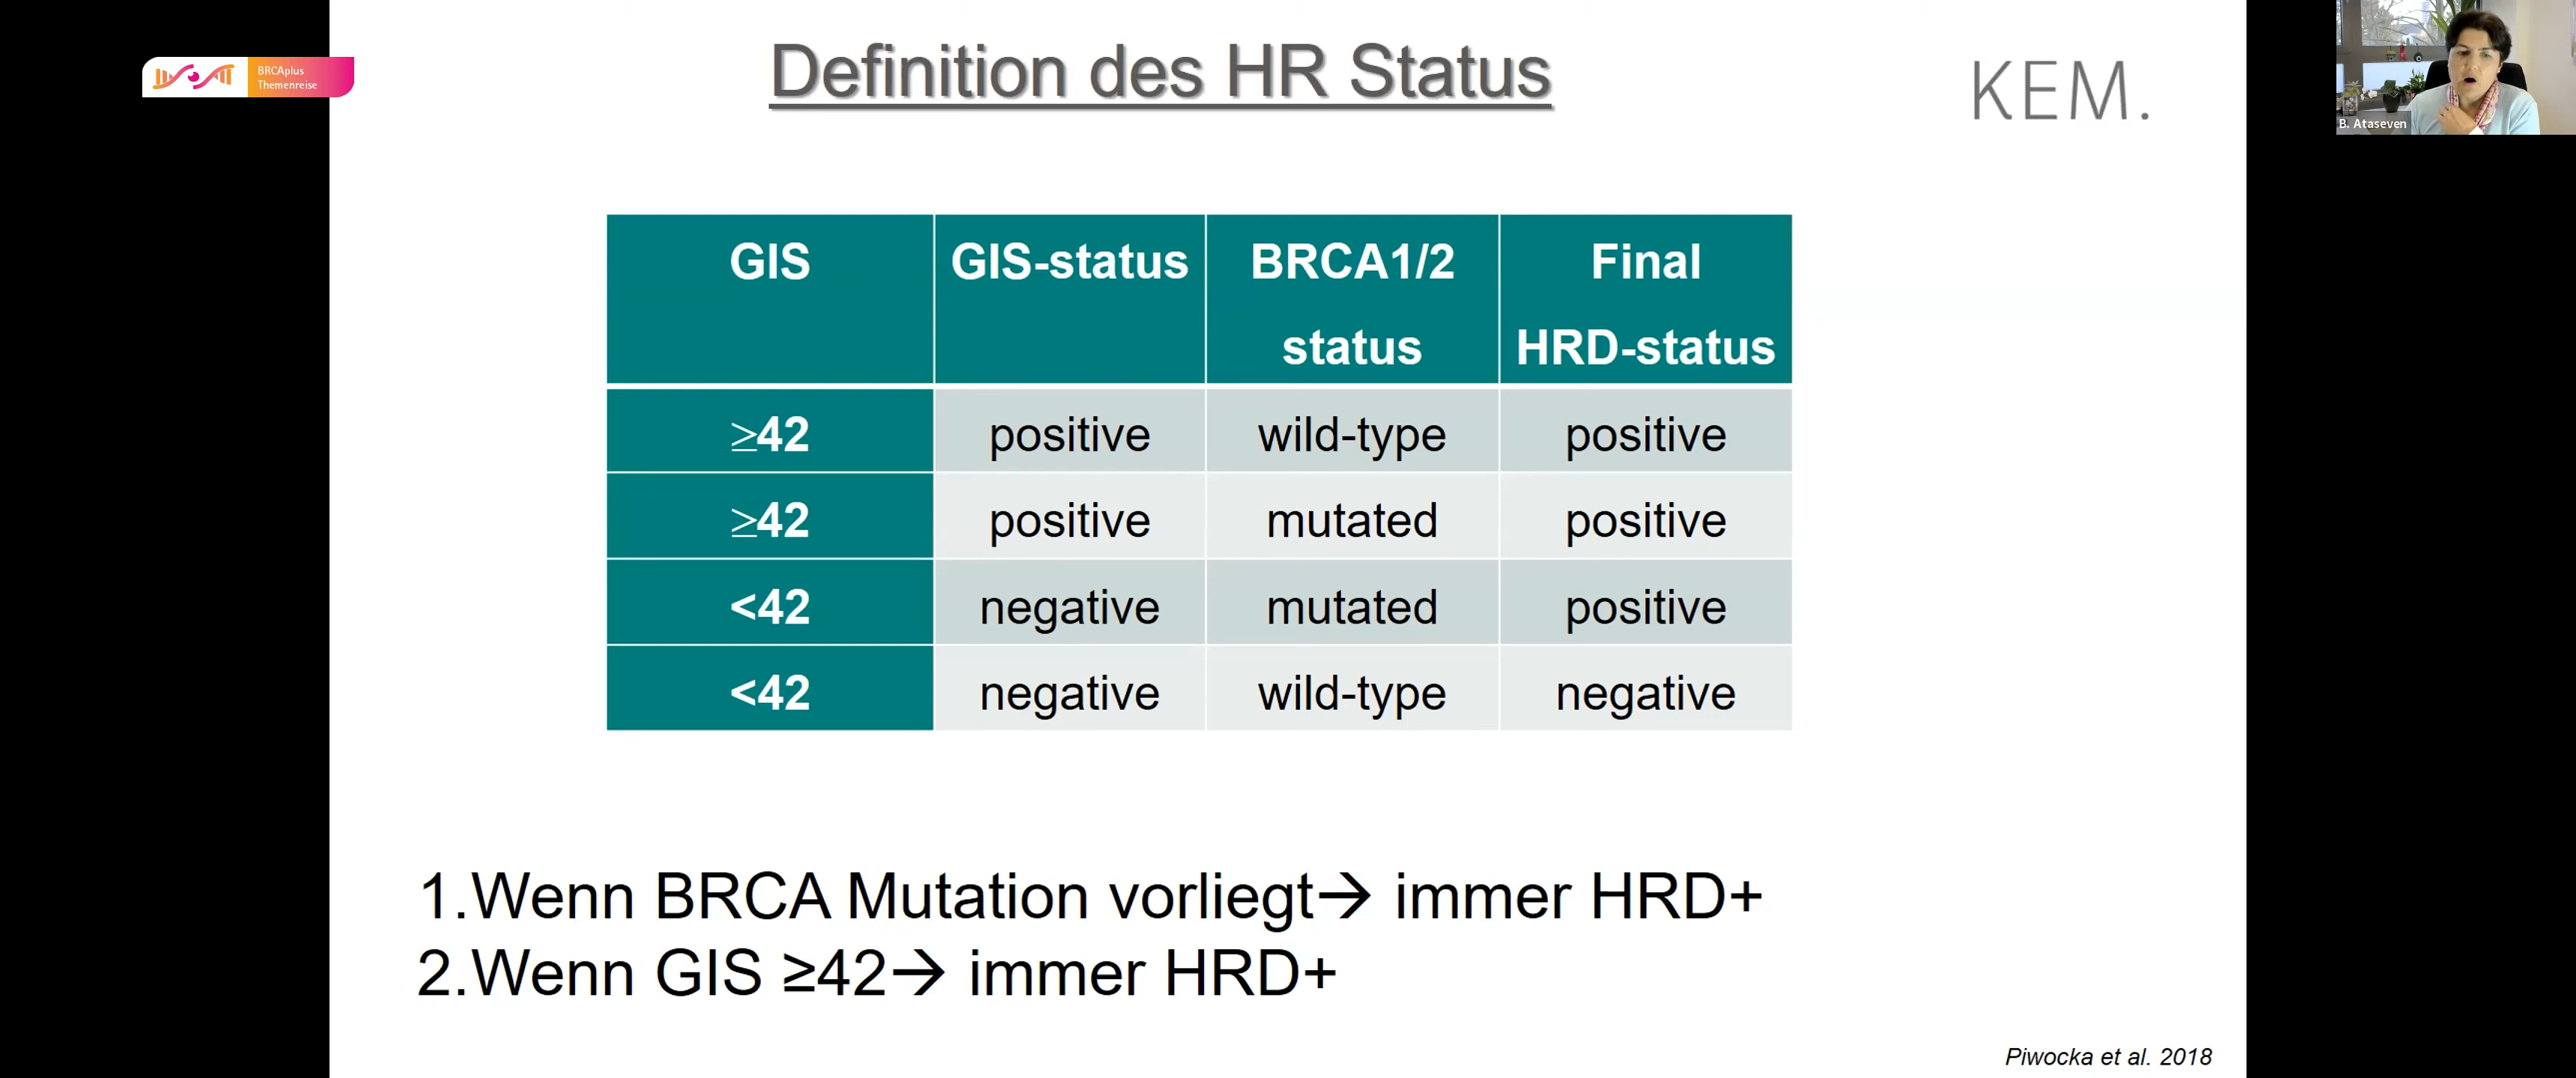 BRCAplus
Themenreise
Definition des HR Status
KEM.
B. Ataseven
GIS GIS-status BRCA1/2 status Final HRD-status
≥42 positive wild-type positive
≥42 positive mutated positive
<42 negative mutated positive
<42 negative wild-type negative
1.Wenn BRCA Mutation vorliegt→ immer HRD+
2.Wenn GIS ≥42→ immer HRD+
Piwocka et al. 2018